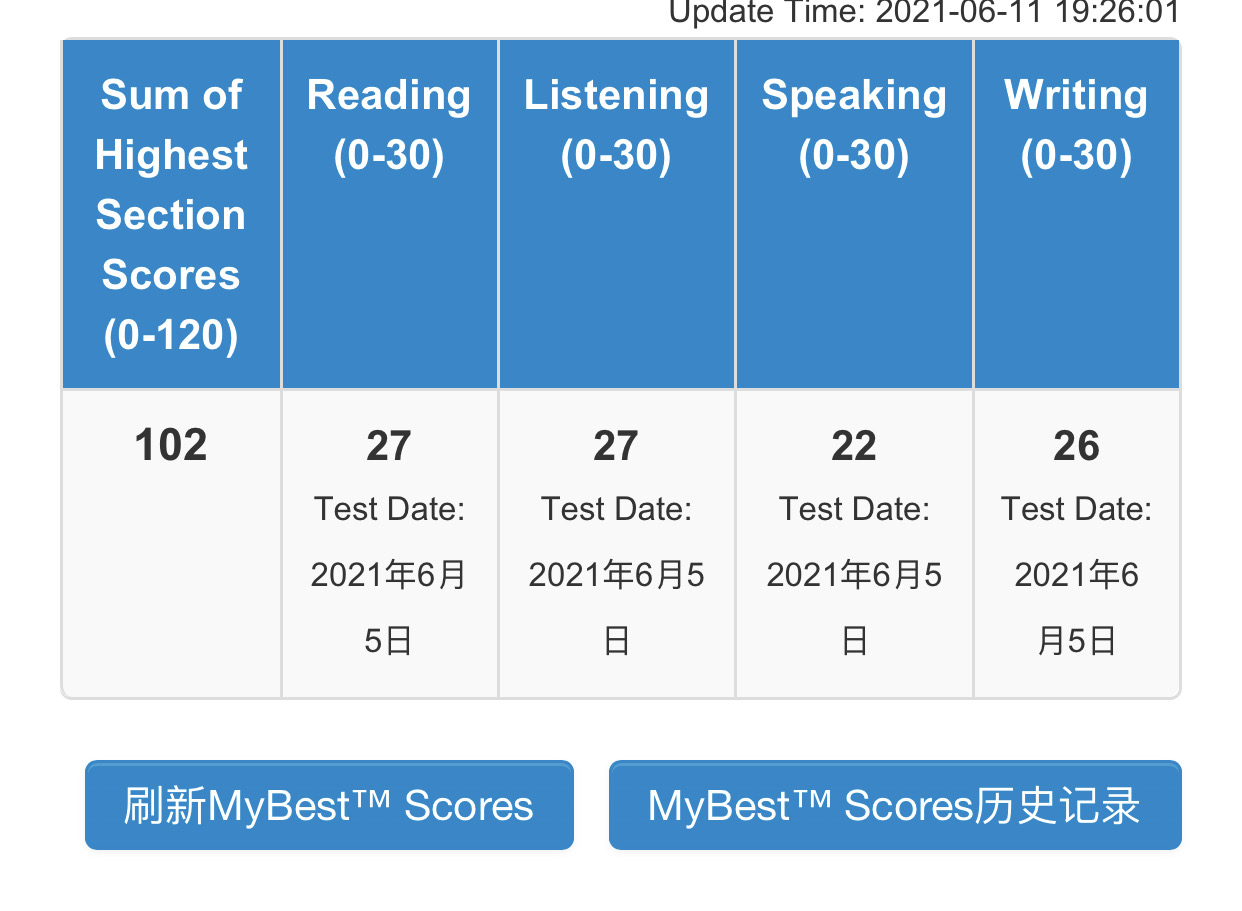 Update Time: 2021-06-11 19:26:01
Sum of
Highest
Section
Scores
(0-120)
Reading
(0-30)
Listening
(0-30)
Speaking
(0-30)
Writing
(0-30)
102
27
Test Date:
2021年6月
5日
27
Test Date:
2021年6月5
日
22
Test Date:
2021年6月5
日
26
Test Date:
2021年6
月5日
刷新MyBest™ Scores
MyBest™ Scores历史记录